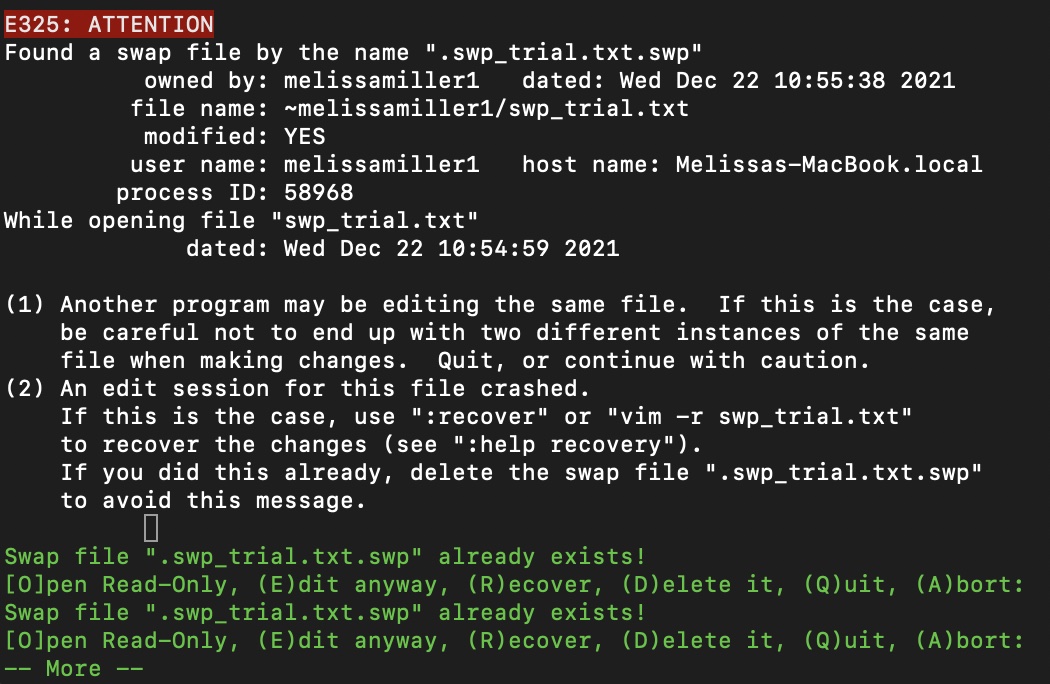 E325: ATTENTION
Found a swap file by the name ".swp_trial.txt.swp"
owned by: melissamiller1   dated: Wed Dec 22 10:55:38 2021
file name: ~melissamiller1/swp_trial.txt
modified: YES
user name: melissamiller1   host name: Melissas-MacBook.local
process ID: 58968
While opening file "swp_trial.txt"
dated: Wed Dec 22 10:54:59 2021
(1) Another program may be editing the same file.  If this is the case,
be careful not to end up with two different instances of the same
file when making changes.  Quit, or continue with caution.
(2) An edit session for this file crashed.
If this is the case, use ":recover" or "vim -r swp_trial.txt"
to recover the changes (see ":help recovery").
If you did this already, delete the swap file ".swp_trial.txt.swp"
to avoid this message.
Swap file ".swp_trial.txt.swp" already exists!
[O]pen Read-Only, (E)dit anyway, (R)ecover, (D)elete it, (Q)uit, (A)bort:
Swap file ".swp_trial.txt.swp" already exists!
[O]pen Read-Only, (E)dit anyway, (R)ecover, (D)elete it, (Q)uit, (A)bort:
-- More --